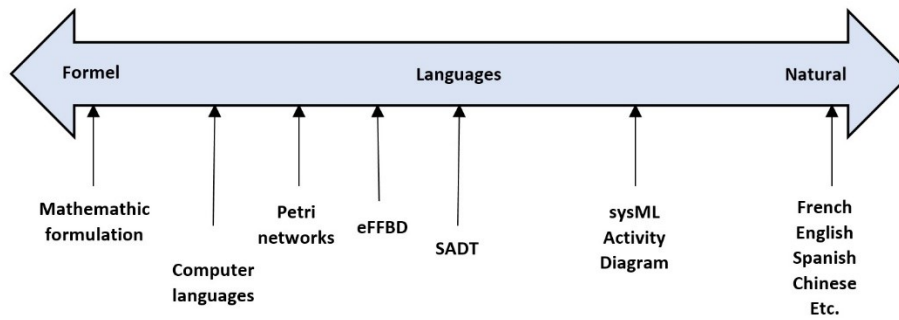 Formel Languages Natural
Mathemathic
formulation
Computer
languages
Petri
networks
eFFBD
SADT
sysML
Activity
Diagram
French
English
Spanish
Chinese
Etc.